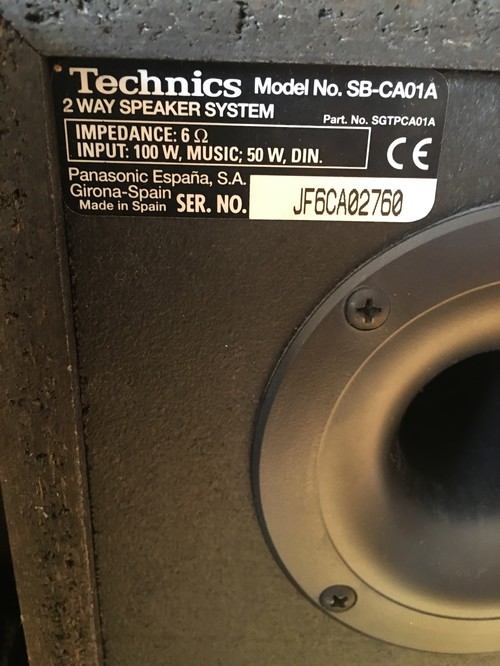 Technics Model No. SB-CA01A
2 WAY SPEAKER SYSTEM
Part. No. SGTPCA01A
IMPEDANCE: 6 Ω
INPUT: 100 W, MUSIC; 50 W, DIN.
CE
Panasonic España, S.A.
Girona-Spain
Made in Spain SER. NO. JF6CA02760